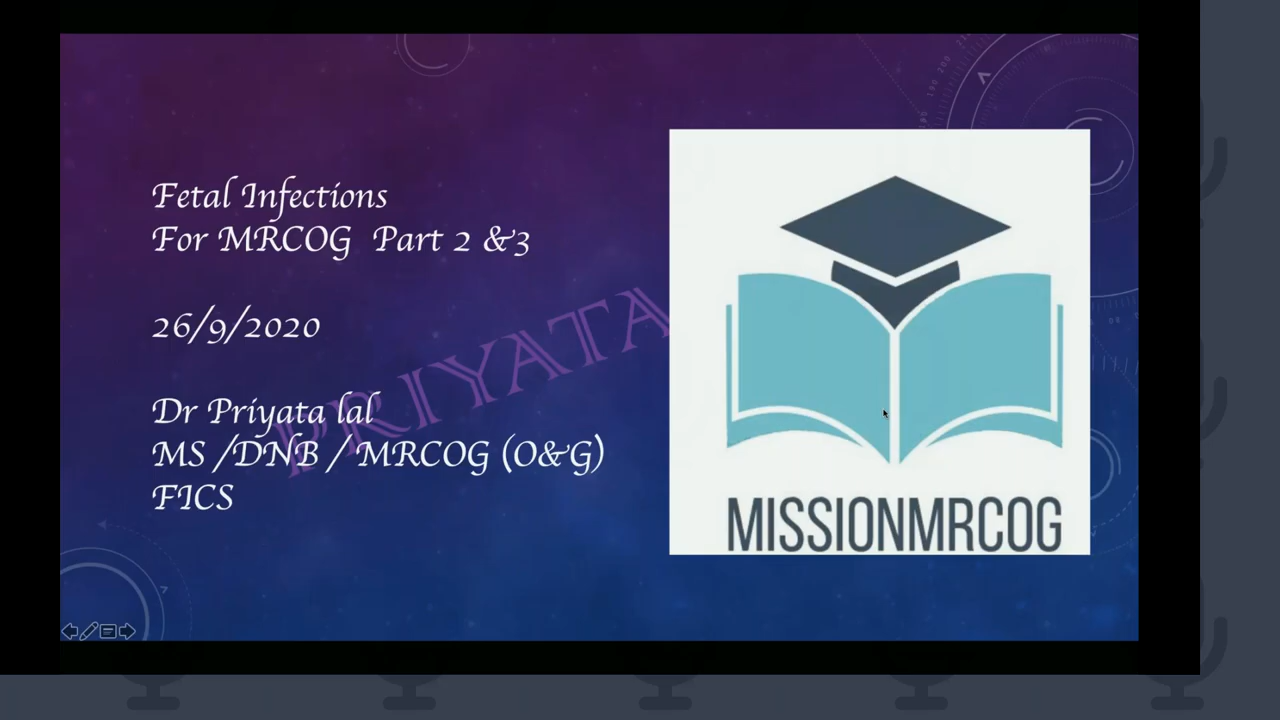 Fetal Infections
For MRCOG Part 2 &3
26/9/2020
Dr Priyata lal
MS /DNB / MRCOG (O&G)
FICS
PRIYATA
MISSIONMRCOG